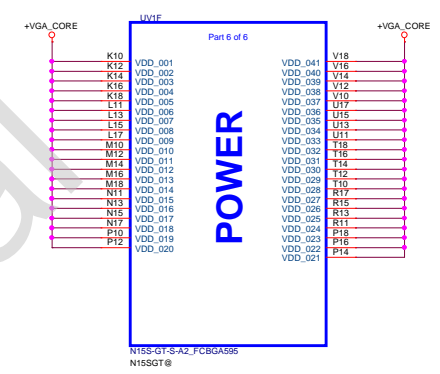 UV1F
+VGA_CORE
+VGA_CORE
Part 6 of 6
K10 VDD_001
K12 VDD_002
K14 VDD_003
K16 VDD_004
K18 VDD_005
L11 VDD_006
L13 VDD_007
L15 VDD_008
L17 VDD_009
M10 VDD_010
M12 VDD_011
M14 VDD_012
M16 VDD_013
M18 VDD_014
N11 VDD_015
N13 VDD_016
N15 VDD_017
N17 VDD_018
P10 VDD_019
P12 VDD_020
POWER
VDD_041 V18
VDD_040 V16
VDD_039 V14
VDD_038 V12
VDD_037 V10
VDD_036 U17
VDD_035 U15
VDD_034 U13
VDD_033 U11
VDD_032 T18
VDD_031 T16
VDD_030 T14
VDD_029 T12
VDD_028 T10
VDD_027 R17
VDD_026 R15
VDD_025 R13
VDD_024 R11
VDD_023 P18
VDD_022 P16
VDD_021 P14
N15S-GT-S-A2_FCBGA595
N15SGT@